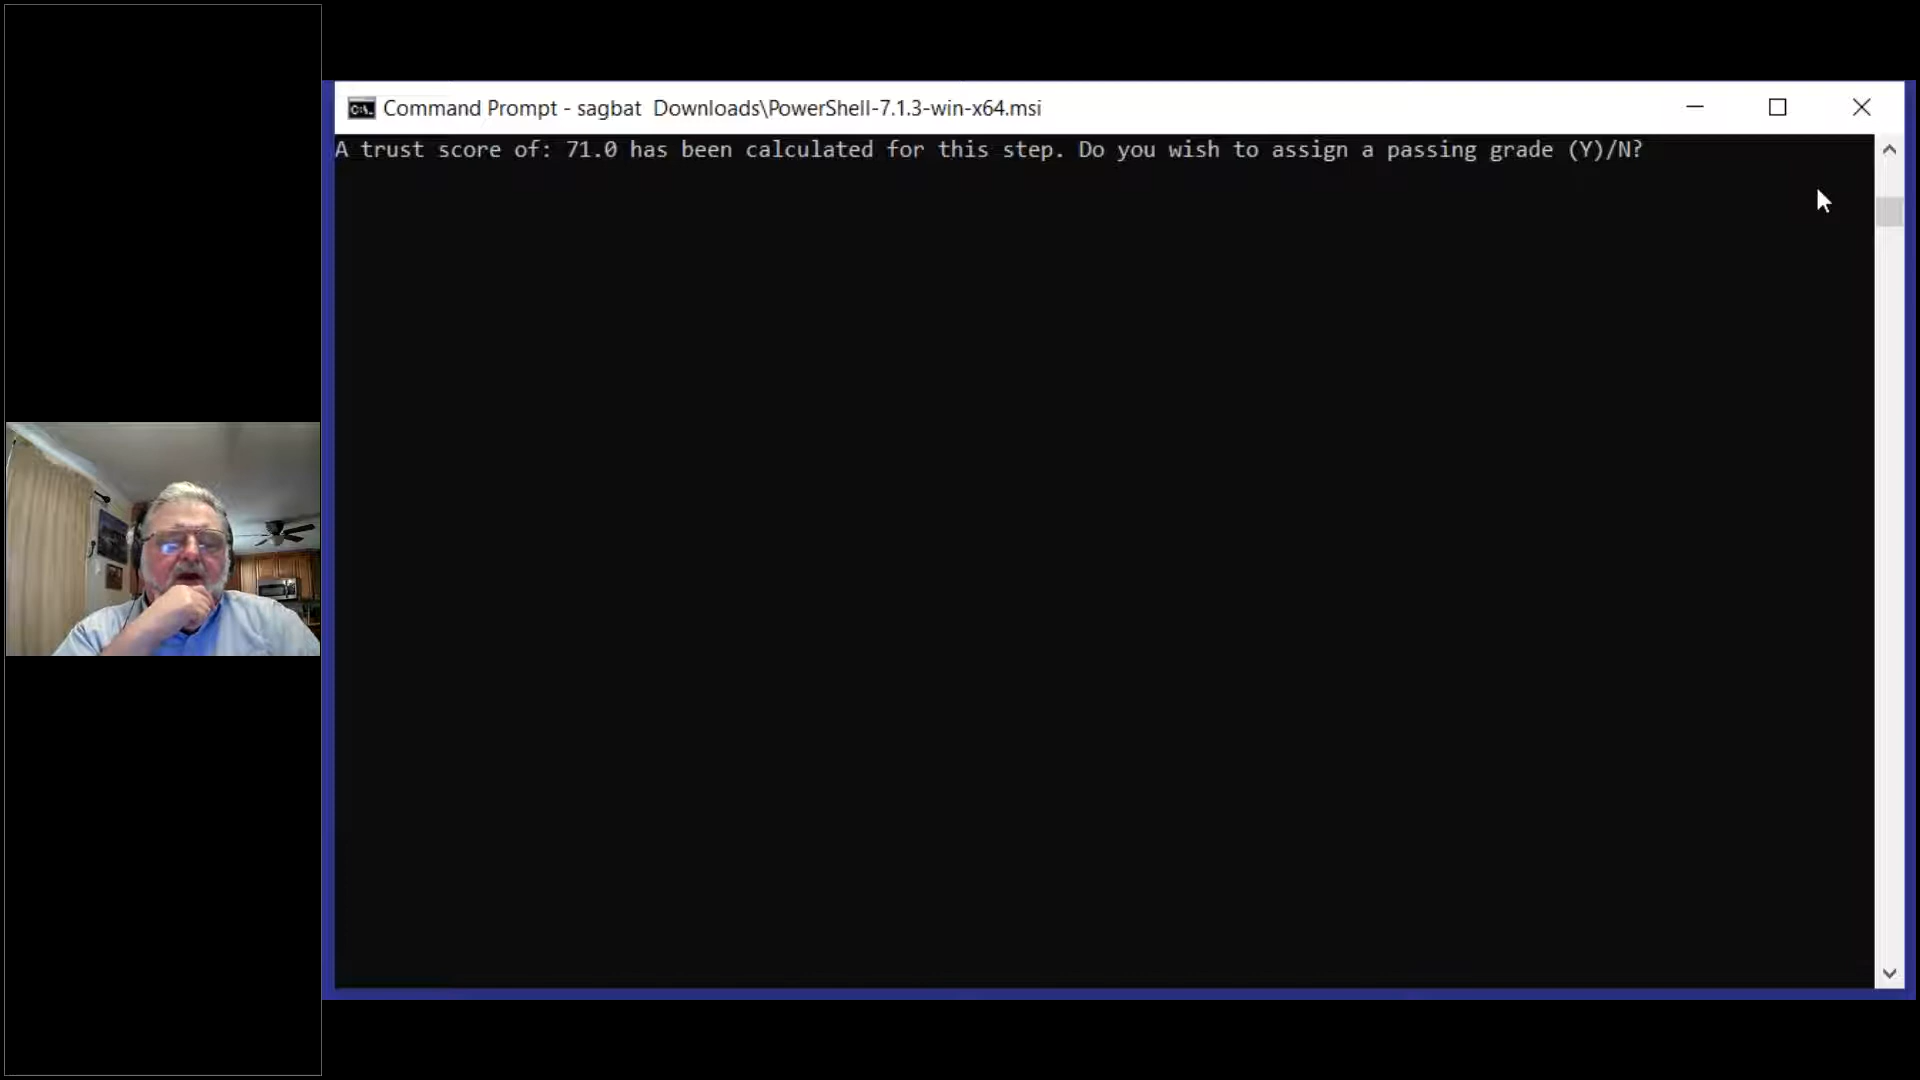 Command Prompt - sagbat  Downloads\PowerShell-7.1.3-win-x64.msi
A trust score of: 71.0 has been calculated for this step. Do you wish to assign a passing grade (Y)/N?